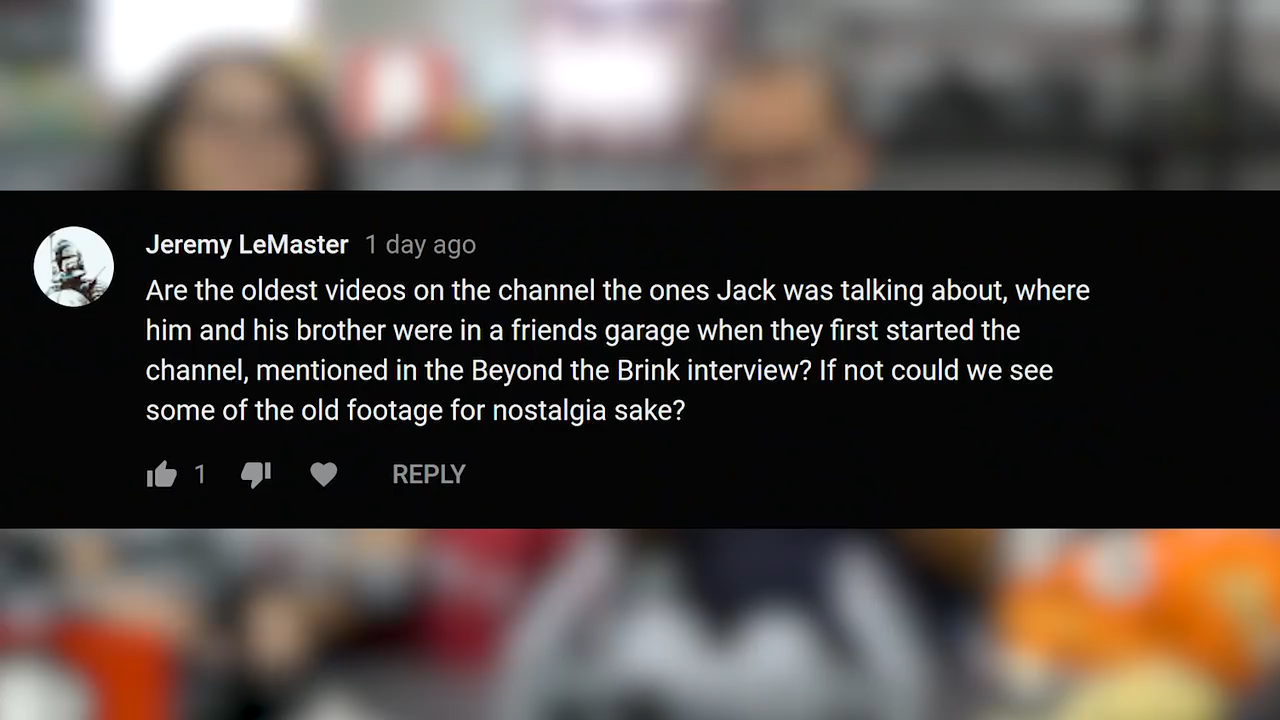 Jeremy LeMaster 1 day ago
Are the oldest videos on the channel the ones Jack was talking about, where
him and his brother were in a friends garage when they first started the
channel, mentioned in the Beyond the Brink interview? If not could we see
some of the old footage for nostalgia sake?
1 REPLY